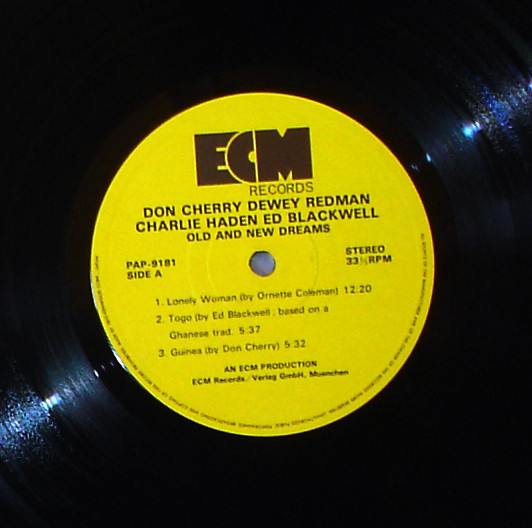 ECM
RECORDS
DON CHERRY DEWEY REDMAN
CHARLIE HADEN ED BLACKWELL
OLD AND NEW DREAMS
PAP-9181
SIDE A
STEREO
33⅓RPM
1. Lonely Woman (by Ornette Coleman) 12:20
2. Togo (by Ed Blackwell, based on a
Ghanese trad. 5:37
3. Guinea (by Don Cherry) 5:32
AN ECM PRODUCTION
ECM Records/Verlag GmbH, Muenchen